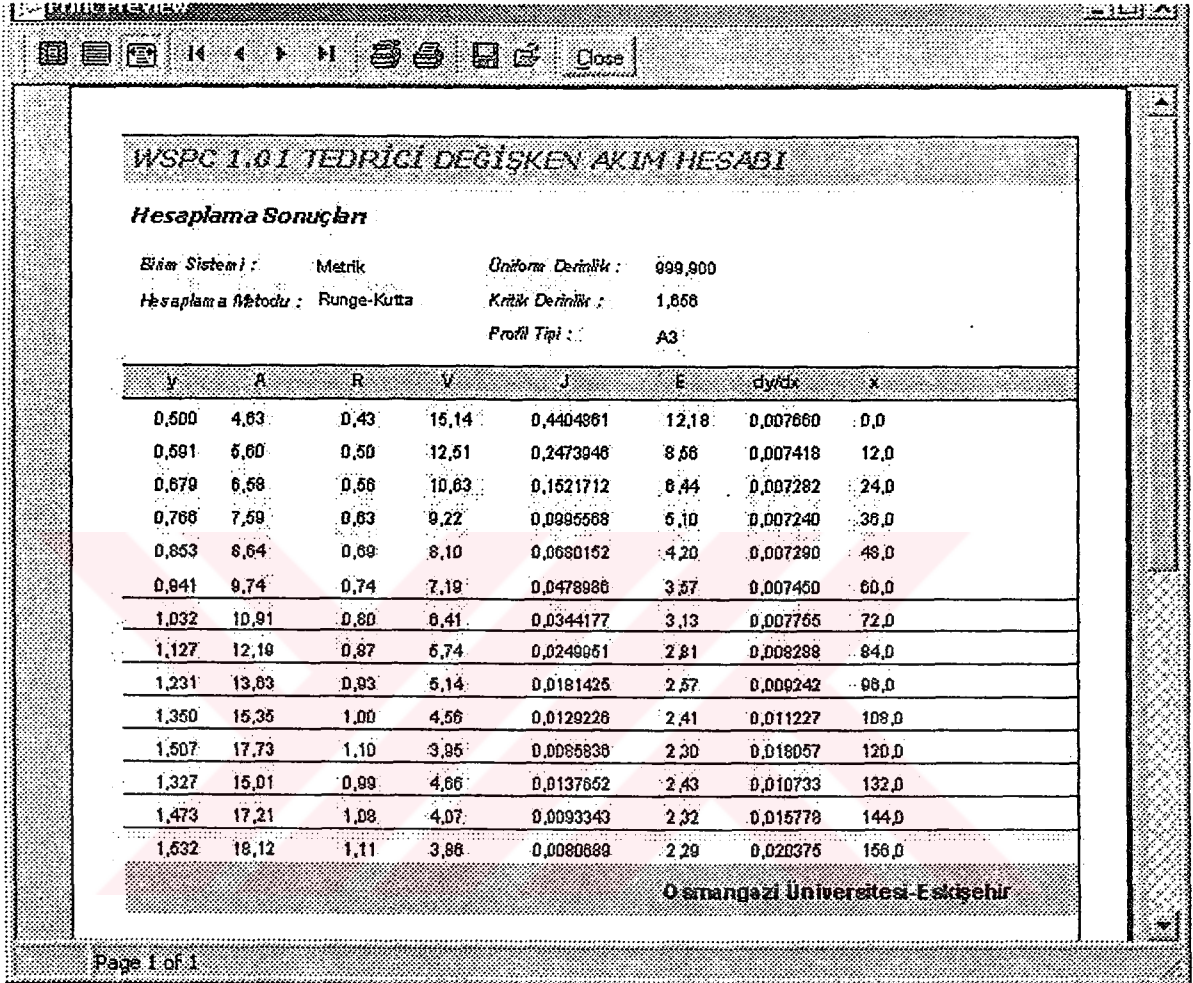 Close
WSPC 1.01 TEDRİCİ DEĞİŞKEN AKIM HESABI
Hesaplama Sonuçları
Birim Sistemi : Metrik Üniform Derinlik : 999,900
Hesaplama Metodu : Runge-Kutta Kritik Derinlik : 1,656
Profil Tipi : A3
y A R V J E dy/dx x
0,500 4,63 0,43 15,14 0,4404861 12,18 0,007660 0,0
0,591 5,60 0,50 12,51 0,2473946 8,56 0,007418 12,0
0,679 6,58 0,56 10,63 0,1521712 6,44 0,007282 24,0
0,766 7,59 0,63 9,22 0,0995568 5,10 0,007240 36,0
0,853 8,64 0,69 8,10 0,0680152 4,20 0,007290 48,0
0,941 9,74 0,74 7,19 0,0478986 3,57 0,007450 60,0
1,032 10,91 0,80 6,41 0,0344177 3,13 0,007755 72,0
1,127 12,19 0,87 5,74 0,0249951 2,81 0,008288 84,0
1,231 13,63 0,93 5,14 0,0181425 2,57 0,009242 96,0
1,350 15,35 1,00 4,56 0,0129226 2,41 0,011227 108,0
1,507 17,73 1,10 3,95 0,0085836 2,30 0,018057 120,0
1,327 15,01 0,99 4,66 0,0137652 2,43 0,010733 132,0
1,473 17,21 1,08 4,07 0,0093343 2,32 0,015778 144,0
1,532 18,12 1,11 3,86 0,0080689 2,29 0,020375 156,0
Osmangazi Üniversitesi-Eskişehir
Page 1 of 1